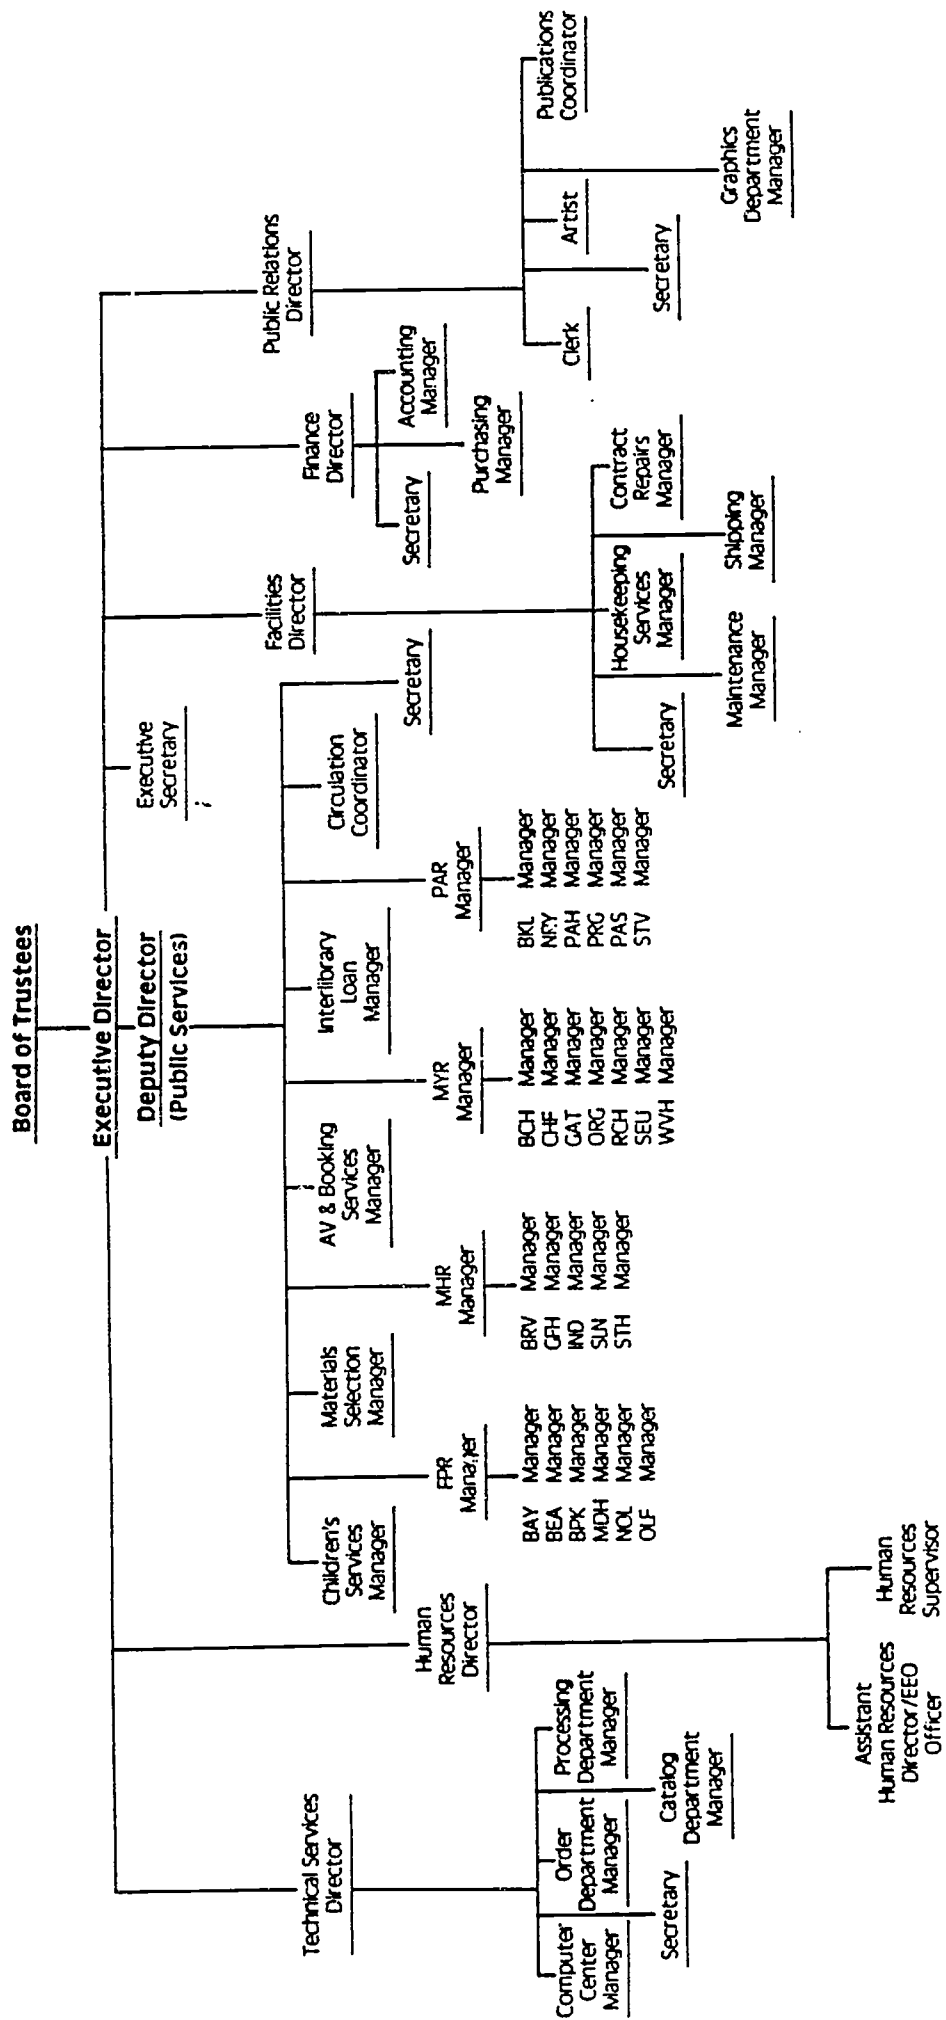 Board of Trustees
Executive Director
Deputy Director
(Public Services)
Executive
Secretary
Technical Services
Director
Computer
Center
Manager
Secretary
Order
Department
Manager
Catalog
Department
Manager
Processing
Department
Manager
Human
Resources
Director
Assistant
Human Resources
Director/EEO
Officer
Human
Resources
Supervisor
Children's
Services
Manager
FPR
Manager
BAY Manager
BEA Manager
BPK Manager
MDH Manager
NOL Manager
OLF Manager
Materials
Selection
Manager
MHR
Manager
BRV Manager
GFH Manager
IND Manager
SLN Manager
STH Manager
AV & Booking
Services
Manager
MYR
Manager
BCH Manager
CHF Manager
GAT Manager
ORG Manager
RCH Manager
SEU Manager
WVH Manager
Interlibrary
Loan
Manager
PAR
Manager
BKL Manager
NRY Manager
PAH Manager
PRG Manager
PAS Manager
STV Manager
Circulation
Coordinator
Secretary
Facilities
Director
Secretary
Maintenance
Manager
Housekeeping
Services
Manager
Shipping
Manager
Contract
Repairs
Manager
Finance
Director
Secretary
Purchasing
Manager
Accounting
Manager
Public Relations
Director
Clerk
Secretary
Artist
Graphics
Department
Manager
Publications
Coordinator